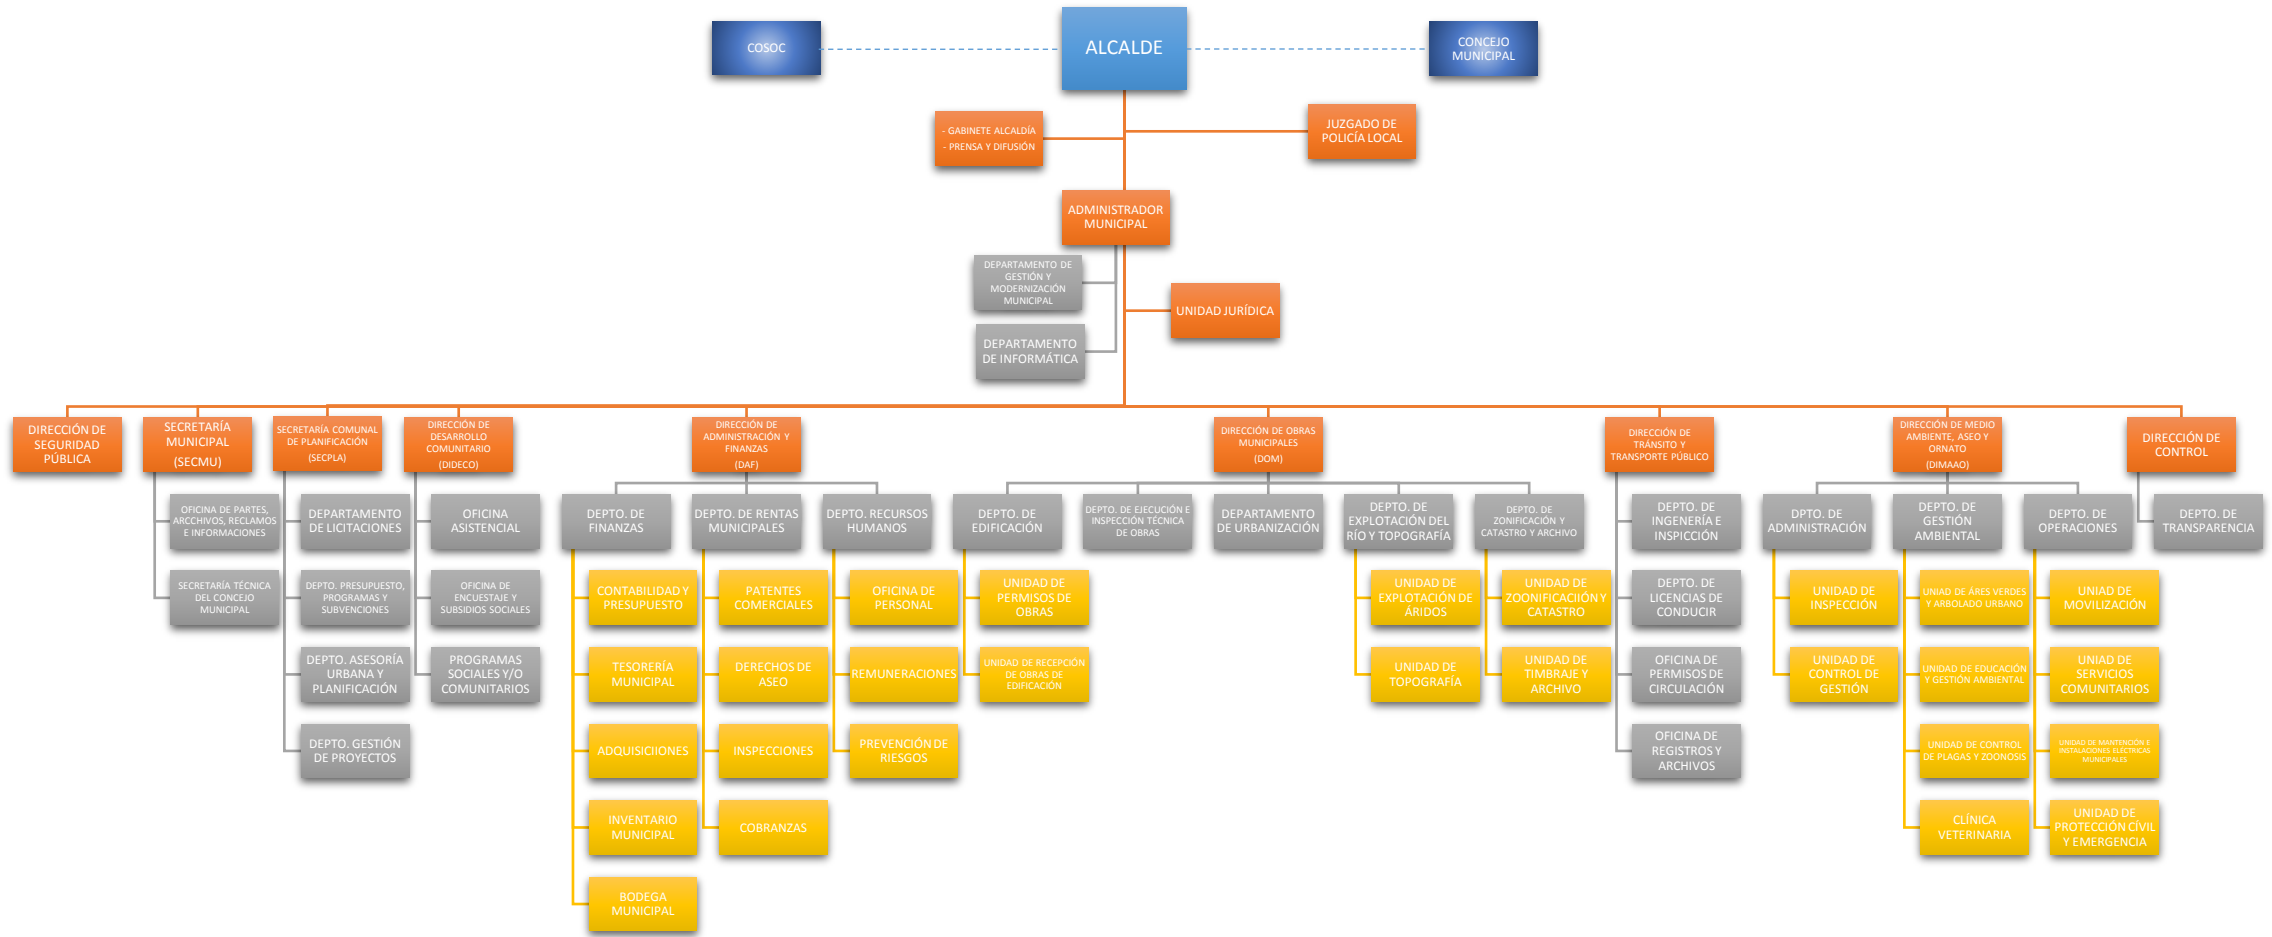 COSOC
ALCALDE
CONCEJO
MUNICIPAL
- GABINETE ALCALDÍA
- PRENSA Y DIFUSIÓN
JUZGADO DE
POLICÍA LOCAL
ADMINISTRADOR
MUNICIPAL
DEPARTAMENTO DE
GESTIÓN Y
MODERNIZACIÓN
MUNICIPAL
UNIDAD JURÍDICA
DEPARTAMENTO
DE INFORMÁTICA
DIRECCIÓN DE
SEGURIDAD
PÚBLICA
SECRETARÍA
MUNICIPAL
(SECMU)
SECRETARÍA COMUNAL
DE PLANIFICACIÓN
(SECPLA)
DIRECCIÓN DE
DESARROLLO
COMUNITARIO
(DIDECO)
DIRECCIÓN DE
ADMINISTRACIÓN Y
FINANZAS
(DAF)
DIRECCIÓN DE OBRAS
MUNICIPALES
(DOM)
DIRECCIÓN DE
TRÁNSITO Y
TRANSPORTE PÚBLICO
DIRECCIÓN DE MEDIO
AMBIENTE, ASEO Y
ORNATO
(DIMAAO)
DIRECCIÓN DE
CONTROL
OFICINA DE PARTES,
ARCCHIVOS, RECLAMOS
E INFORMACIONES
DEPARTAMENTO
DE LICITACIONES
OFICINA
ASISTENCIAL
DEPTO. DE
FINANZAS
DEPTO. DE RENTAS
MUNICIPALES
DEPTO. RECURSOS
HUMANOS
DEPTO. DE
EDIFICACIÓN
DEPTO. DE EJECUCIÓN E
INSPECCIÓN TÉCNICA
DE OBRAS
DEPARTAMENTO
DE URBANIZACIÓN
DEPTO. DE
EXPLOTACIÓN DEL
RÍO Y TOPOGRAFÍA
DEPTO. DE
ZONIFICACIÓN Y
CATASTRO Y ARCHIVO
DEPTO. DE
INGENERÍA E
INSPICCIÓN
DPTO. DE
ADMINISTRACIÓN
DEPTO. DE
GESTIÓN
AMBIENTAL
DEPTO. DE
OPERACIONES
DEPTO. DE
TRANSPARENCIA
SECRETARÍA TÉCNICA
DEL CONCEJO
MUNICIPAL
DEPTO. PRESUPUESTO,
PROGRAMAS Y
SUBVENCIONES
OFICINA DE
ENCUESTAJE Y
SUBSIDIOS SOCIALES
CONTABILIDAD Y
PRESUPUESTO
PATENTES
COMERCIALES
OFICINA DE
PERSONAL
UNIDAD DE
PERMISOS DE
OBRAS
UNIDAD DE
EXPLOTACIÓN DE
ÁRIDOS
UNIDAD DE
ZOONIFICACIIÓN Y
CATASTRO
DEPTO. DE
LICENCIAS DE
CONDUCIR
UNIDAD DE
INSPECCIÓN
UNIAD DE ÁRES VERDES
Y ARBOLADO URBANO
UNIAD DE
MOVILIZACIÓN
DEPTO. ASESORÍA
URBANA Y
PLANIFICACIÓN
PROGRAMAS
SOCIALES Y/O
COMUNITARIOS
TESORERÍA
MUNICIPAL
DERECHOS DE
ASEO
REMUNERACIONES
UNIDAD DE RECEPCIÓN
DE OBRAS DE
EDIFICACIÓN
UNIDAD DE
TOPOGRAFÍA
UNIDAD DE
TIMBRAJE Y
ARCHIVO
OFICINA DE
PERMISOS DE
CIRCULACIÓN
UNIDAD DE
CONTROL DE
GESTIÓN
UNIDAD DE EDUCACIÓN
Y GESTIÓN AMBIENTAL
UNIAD DE
SERVICIOS
COMUNITARIOS
DEPTO. GESTIÓN
DE PROYECTOS
ADQUISICIIONES
INSPECCIONES
PREVENCIÓN DE
RIESGOS
OFICINA DE
REGISTROS Y
ARCHIVOS
UNIDAD DE CONTROL
DE PLAGAS Y ZOONOSIS
UNIDAD DE MANTENCIÓN E
INSTALACIONES ELÉCTRICAS
MUNICIPALES
INVENTARIO
MUNICIPAL
COBRANZAS
CLÍNICA
VETERINARIA
UNIDAD DE
PROTECCIÓN CÍVIL
Y EMERGENCIA
BODEGA
MUNICIPAL